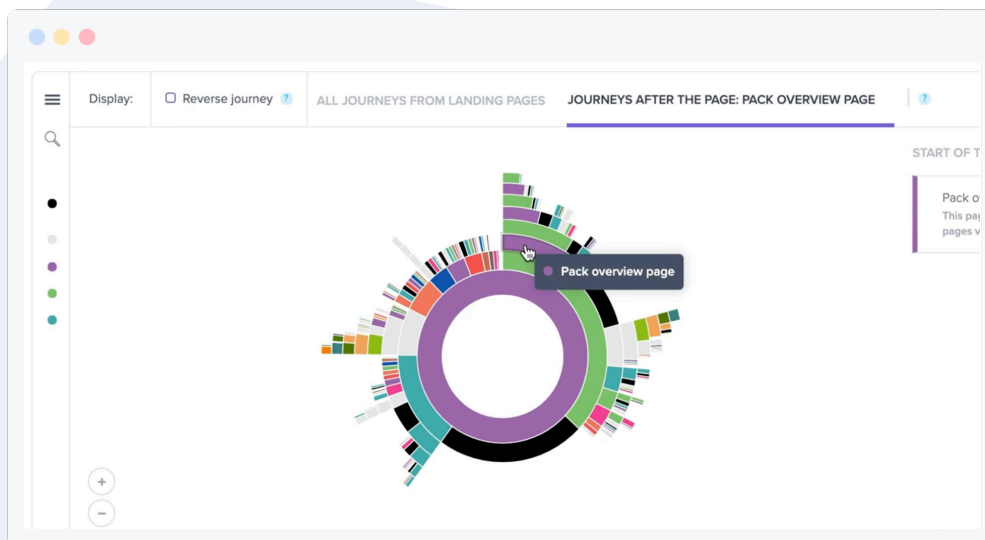 Display:
Reverse journey ?
ALL JOURNEYS FROM LANDING PAGES
JOURNEYS AFTER THE PAGE: PACK OVERVIEW PAGE
?
START OF T
Pack o
This pag
pages v
Pack overview page
+
−